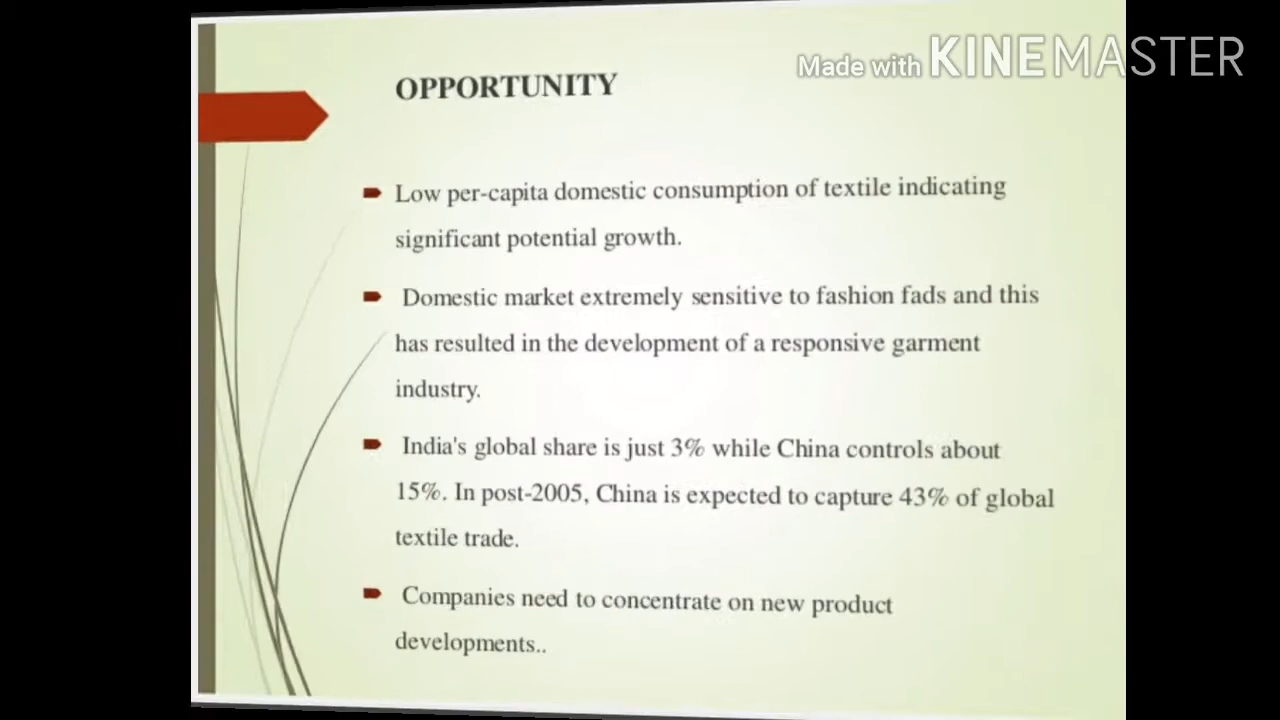 Made with KINEMASTER
OPPORTUNITY
Low per-capita domestic consumption of textile indicating
significant potential growth.
Domestic market extremely sensitive to fashion fads and this
has resulted in the development of a responsive garment
industry.
India's global share is just 3% while China controls about
15%. In post-2005, China is expected to capture 43% of global
textile trade.
Companies need to concentrate on new product
developments..